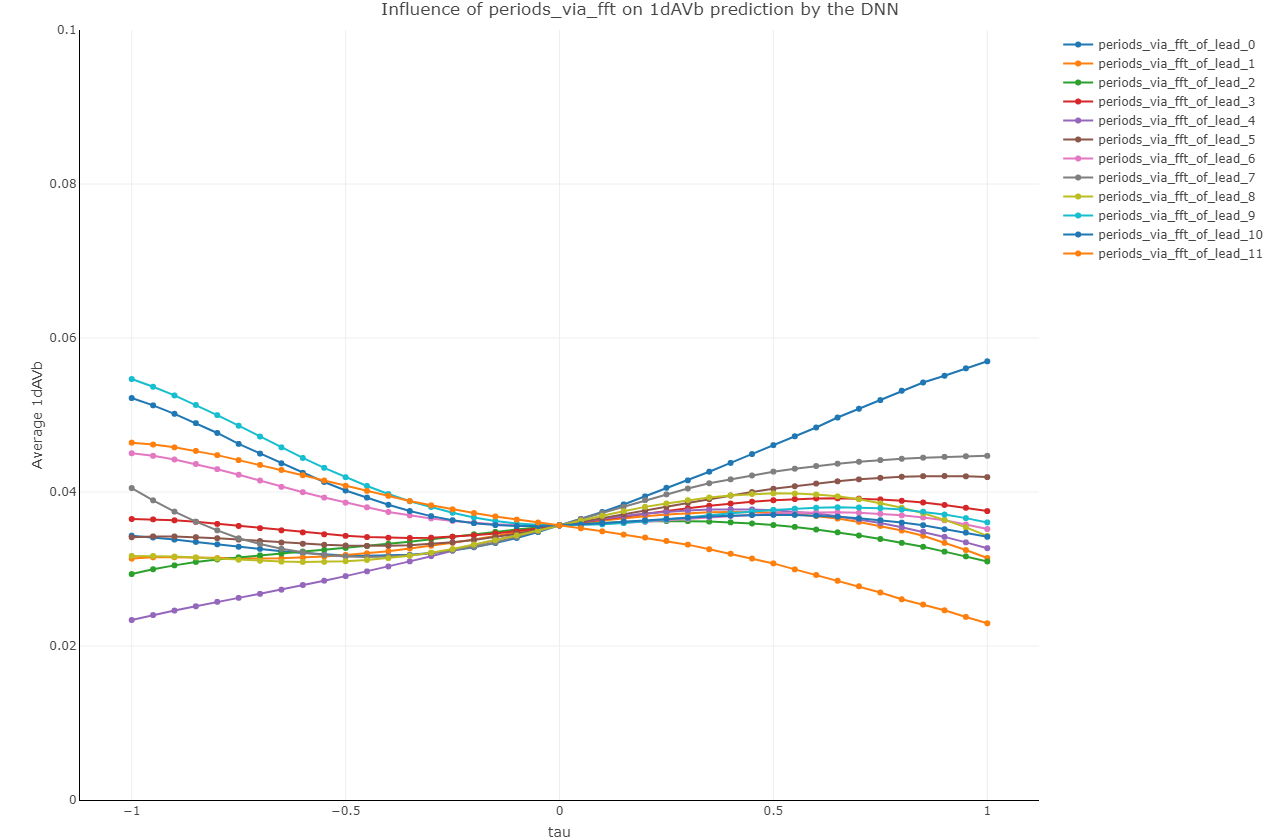 Influence of periods_via_fft on 1dAVb prediction by the DNN
0.1
0.08
0.06
0.04
0.02
0
Average 1dAVb
−1
−0.5
0
0.5
1
tau
periods_via_fft_of_lead_0
periods_via_fft_of_lead_1
periods_via_fft_of_lead_2
periods_via_fft_of_lead_3
periods_via_fft_of_lead_4
periods_via_fft_of_lead_5
periods_via_fft_of_lead_6
periods_via_fft_of_lead_7
periods_via_fft_of_lead_8
periods_via_fft_of_lead_9
periods_via_fft_of_lead_10
periods_via_fft_of_lead_11